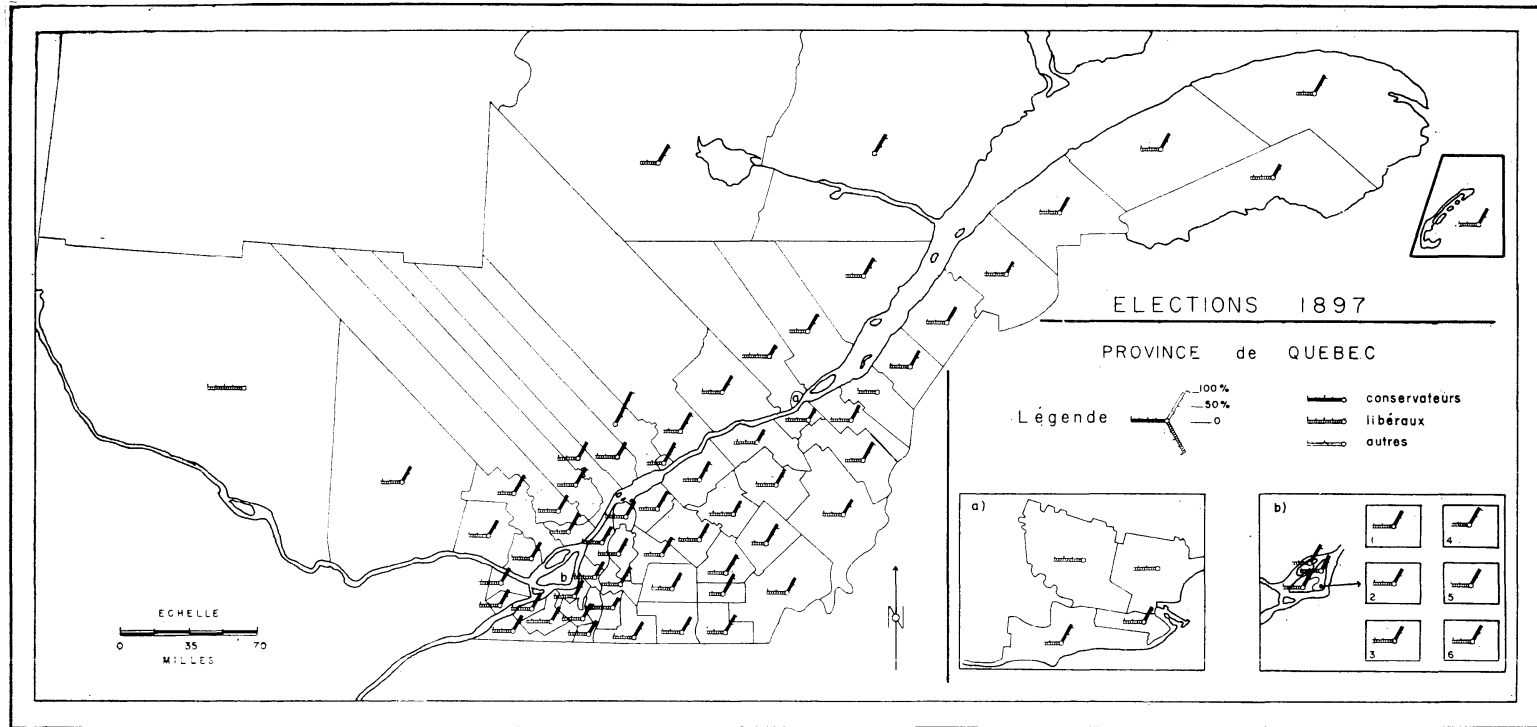 ELECTIONS 1897
PROVINCE de QUEBEC
Légende
100%
50%
0
conservateurs
libéraux
autres
a
b
a)
b)
1
4
2
5
3
6
ECHELLE
0 35 70
MILLES
N